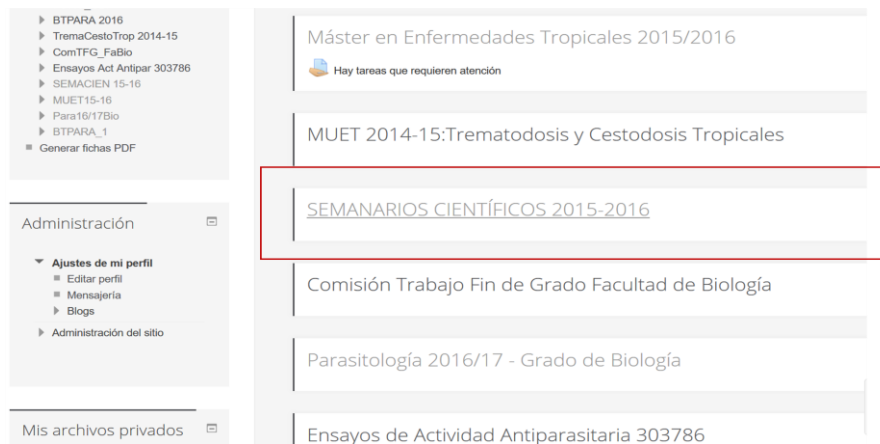 BTPARA 2016
TremaCestoTrop 2014-15
ComTFG_FaBio
Ensayos Act Antipar 303786
SEMACIEN 15-16
MUET15-16
Para16/17Bio
BTPARA_1
Generar fichas PDF
Administración
Ajustes de mi perfil
Editar perfil
Mensajería
Blogs
Administración del sitio
Mis archivos privados
Máster en Enfermedades Tropicales 2015/2016
Hay tareas que requieren atención
MUET 2014-15:Trematodosis y Cestodosis Tropicales
SEMANARIOS CIENTÍFICOS 2015-2016
Comisión Trabajo Fin de Grado Facultad de Biología
Parasitología 2016/17 - Grado de Biología
Ensayos de Actividad Antiparasitaria 303786